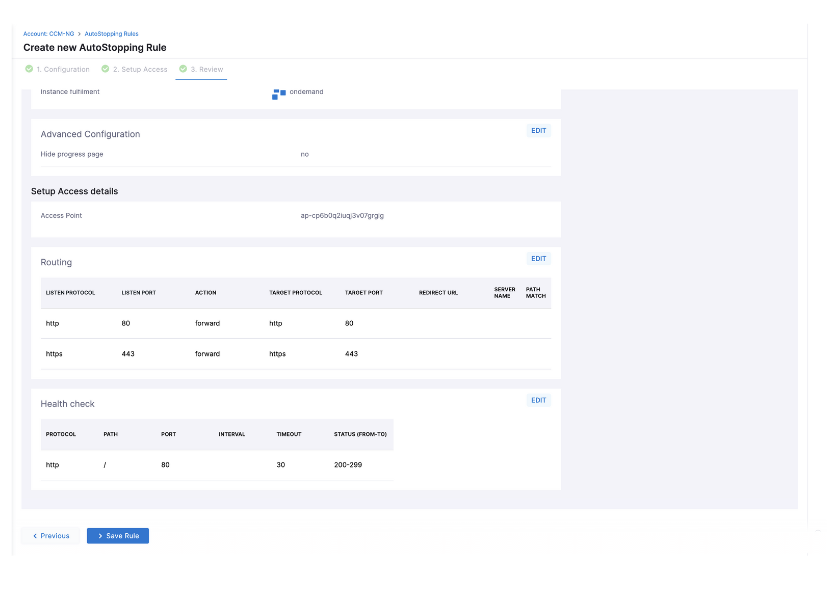 Account: CCM-NG > AutoStopping Rules
Create new AutoStopping Rule
1. Configuration 2. Setup Access 3. Review
Instance fulfilment ondemand
Advanced Configuration EDIT
Hide progress page no
Setup Access details
Access Point ap-cp6b0q2iuqj3v07grglg
Routing EDIT
LISTEN PROTOCOL LISTEN PORT ACTION TARGET PROTOCOL TARGET PORT REDIRECT URL SERVER NAME PATH MATCH
http 80 forward http 80
https 443 forward https 443
Health check EDIT
PROTOCOL PATH PORT INTERVAL TIMEOUT STATUS (FROM-TO)
http / 80 30 200-299
< Previous > Save Rule